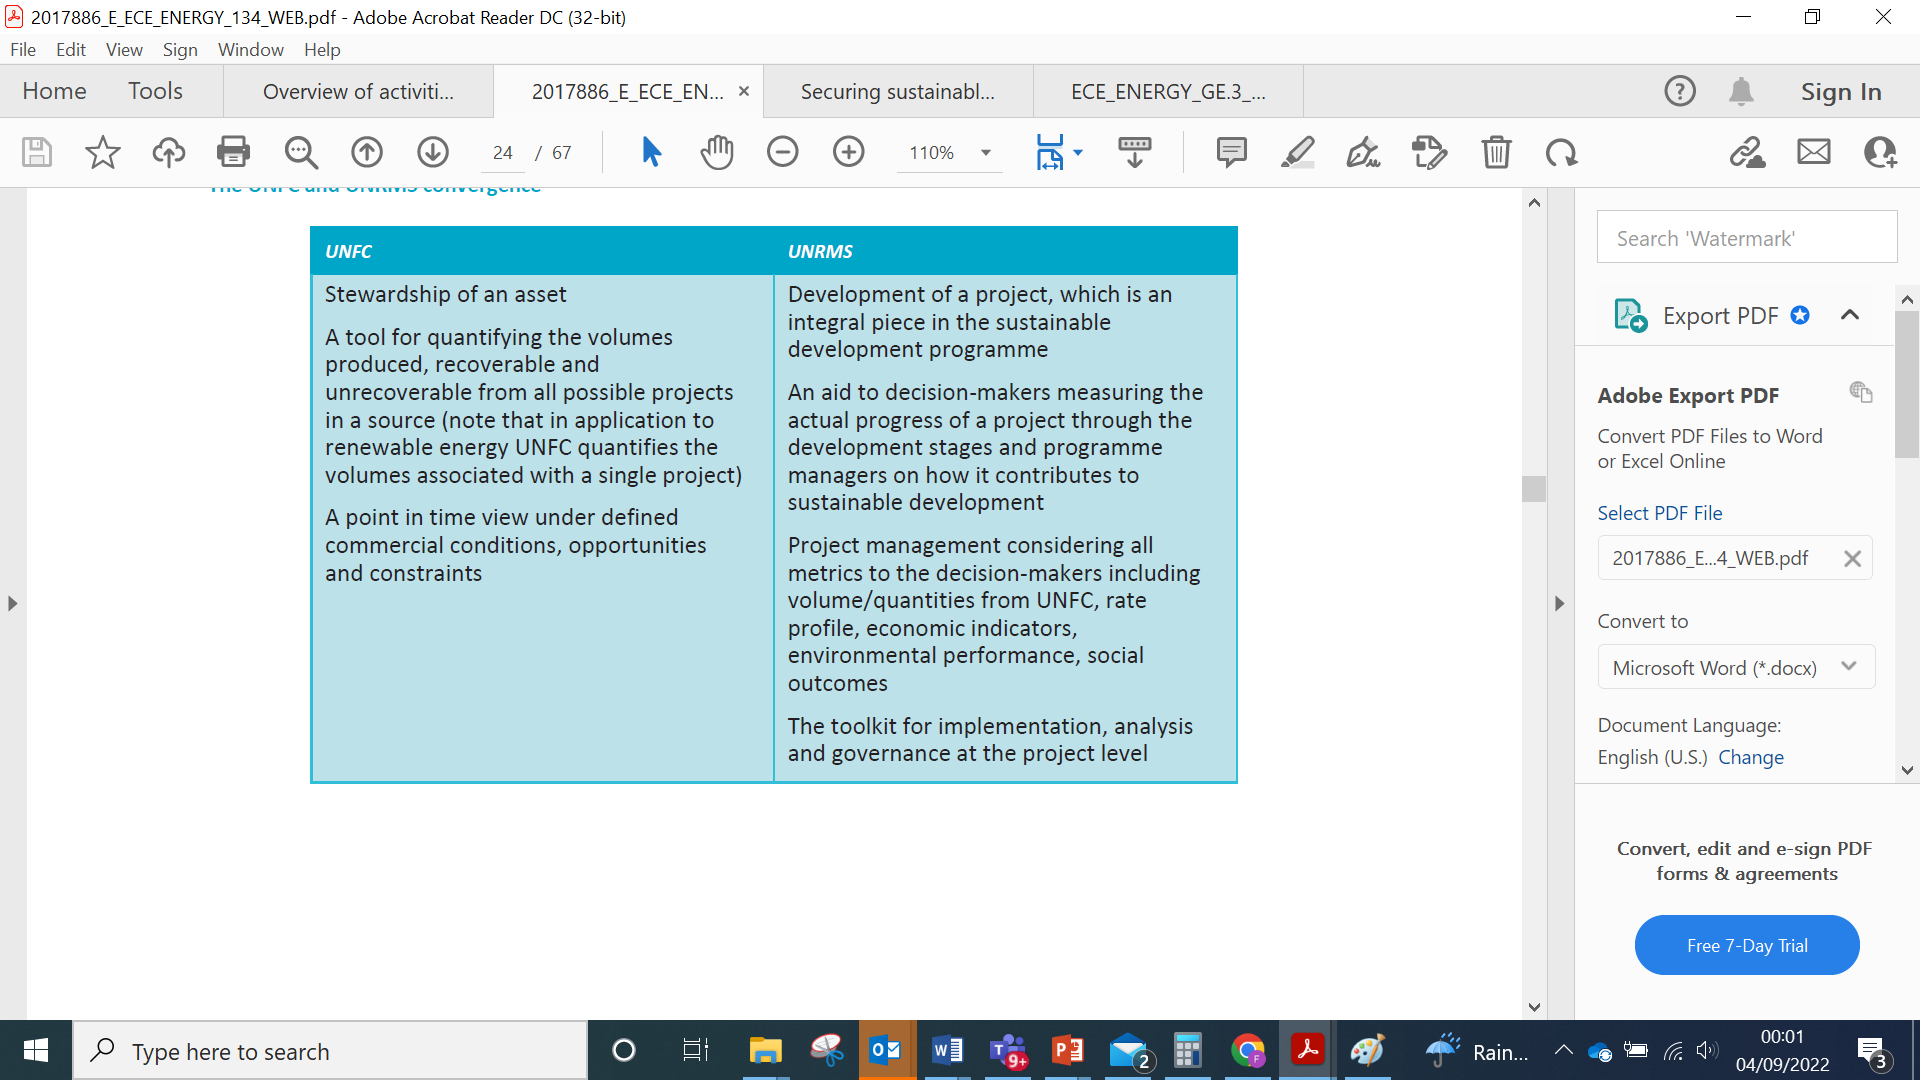 2017886_E_ECE_ENERGY_134_WEB.pdf - Adobe Acrobat Reader DC (32-bit)
File Edit View Sign Window Help
Home Tools Overview of activiti... 2017886_E_ECE_EN... Securing sustainabl... ECE_ENERGY_GE.3_... Sign In
24 / 67 110%
The UNFC and UNRMS convergence
UNFC
Stewardship of an asset
A tool for quantifying the volumes
produced, recoverable and
unrecoverable from all possible projects
in a source (note that in application to
renewable energy UNFC quantifies the
volumes associated with a single project)
A point in time view under defined
commercial conditions, opportunities
and constraints
UNRMS
Development of a project, which is an
integral piece in the sustainable
development programme
An aid to decision-makers measuring the
actual progress of a project through the
development stages and programme
managers on how it contributes to
sustainable development
Project management considering all
metrics to the decision-makers including
volume/quantities from UNFC, rate
profile, economic indicators,
environmental performance, social
outcomes
The toolkit for implementation, analysis
and governance at the project level
Search 'Watermark'
Export PDF
Adobe Export PDF
Convert PDF Files to Word
or Excel Online
Select PDF File
2017886_E...4_WEB.pdf
Convert to
Microsoft Word (*.docx)
Document Language:
English (U.S.) Change
Convert, edit and e-sign PDF
forms & agreements
Free 7-Day Trial
Type here to search
9+
2
F
Rain...
00:01
04/09/2022
3